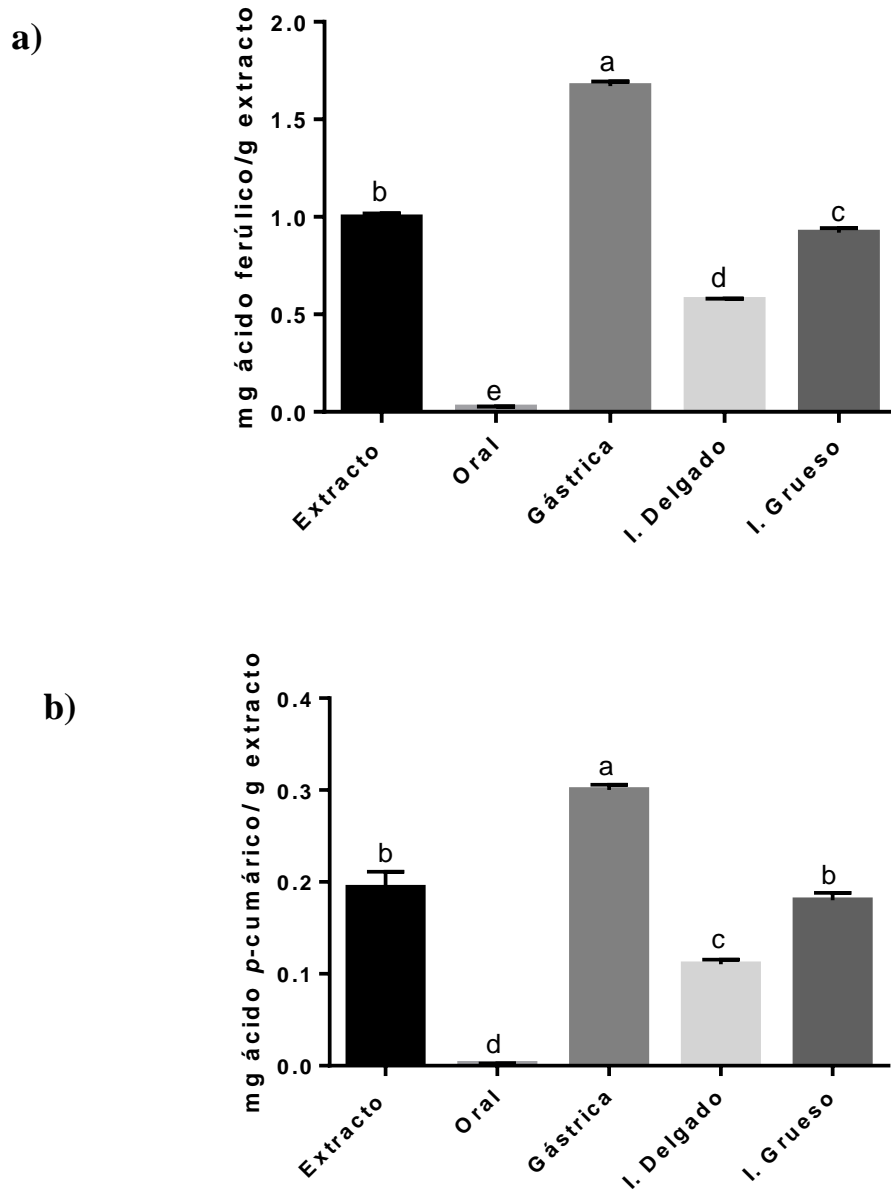 a)
mg ácido ferúlico/g extracto
2.0
1.5
1.0
0.5
0.0
b
e
a
d
c
Extracto
Oral
Gástrica
I. Delgado
I. Grueso
b)
mg ácido p-cumárico/ g extracto
0.4
0.3
0.2
0.1
0.0
b
d
a
c
b
Extracto
Oral
Gástrica
I. Delgado
I. Grueso